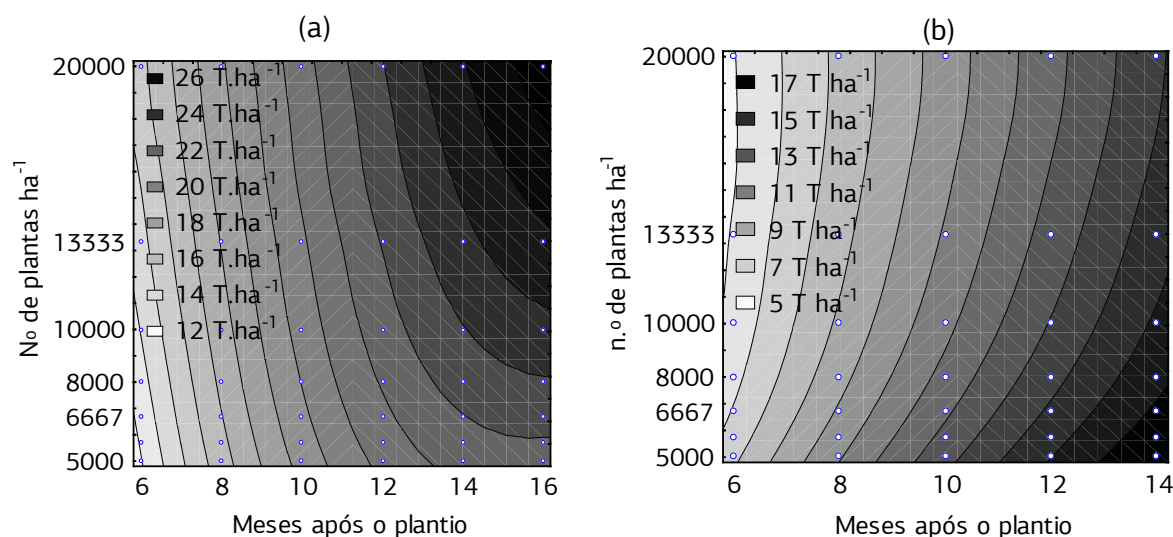 (a)
20000
13333
10000
8000
6667
5000
Nº de plantas ha⁻¹
26 T.ha⁻¹
24 T.ha⁻¹
22 T.ha⁻¹
20 T.ha⁻¹
18 T.ha⁻¹
16 T.ha⁻¹
14 T.ha⁻¹
12 T.ha⁻¹
6 8 10 12 14 16
Meses após o plantio
(b)
20000
13333
10000
8000
6667
5000
n.º de plantas ha⁻¹
17 T ha⁻¹
15 T ha⁻¹
13 T ha⁻¹
11 T ha⁻¹
9 T ha⁻¹
7 T ha⁻¹
5 T ha⁻¹
6 8 10 12 14
Meses após o plantio